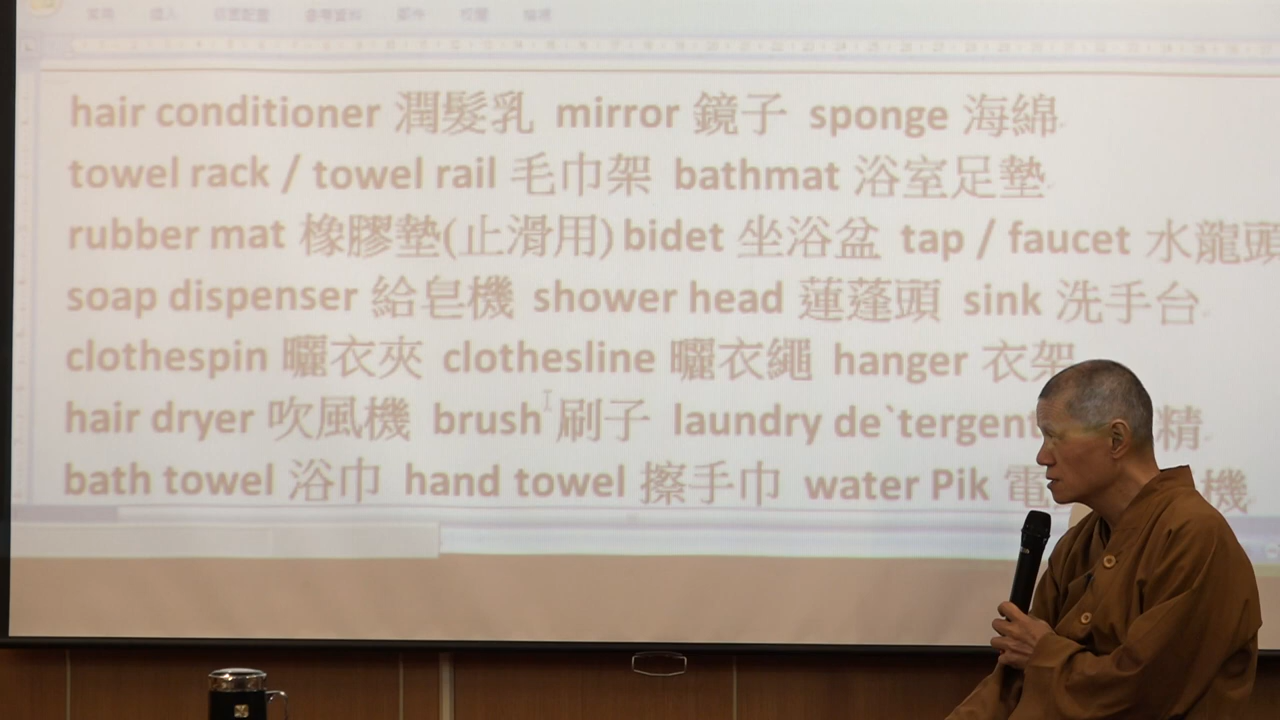 hair conditioner 潤髮乳 mirror 鏡子 sponge 海綿
towel rack / towel rail 毛巾架 bathmat 浴室足墊
rubber mat 橡膠墊(止滑用) bidet 坐浴盆 tap / faucet 水龍頭
soap dispenser 給皂機 shower head 蓮蓬頭 sink 洗手台
clothespin 曬衣夾 clothesline 曬衣繩 hanger 衣架
hair dryer 吹風機 brush 刷子 laundry de`tergent 精
bath towel 浴巾 hand towel 擦手巾 water Pik 電 機